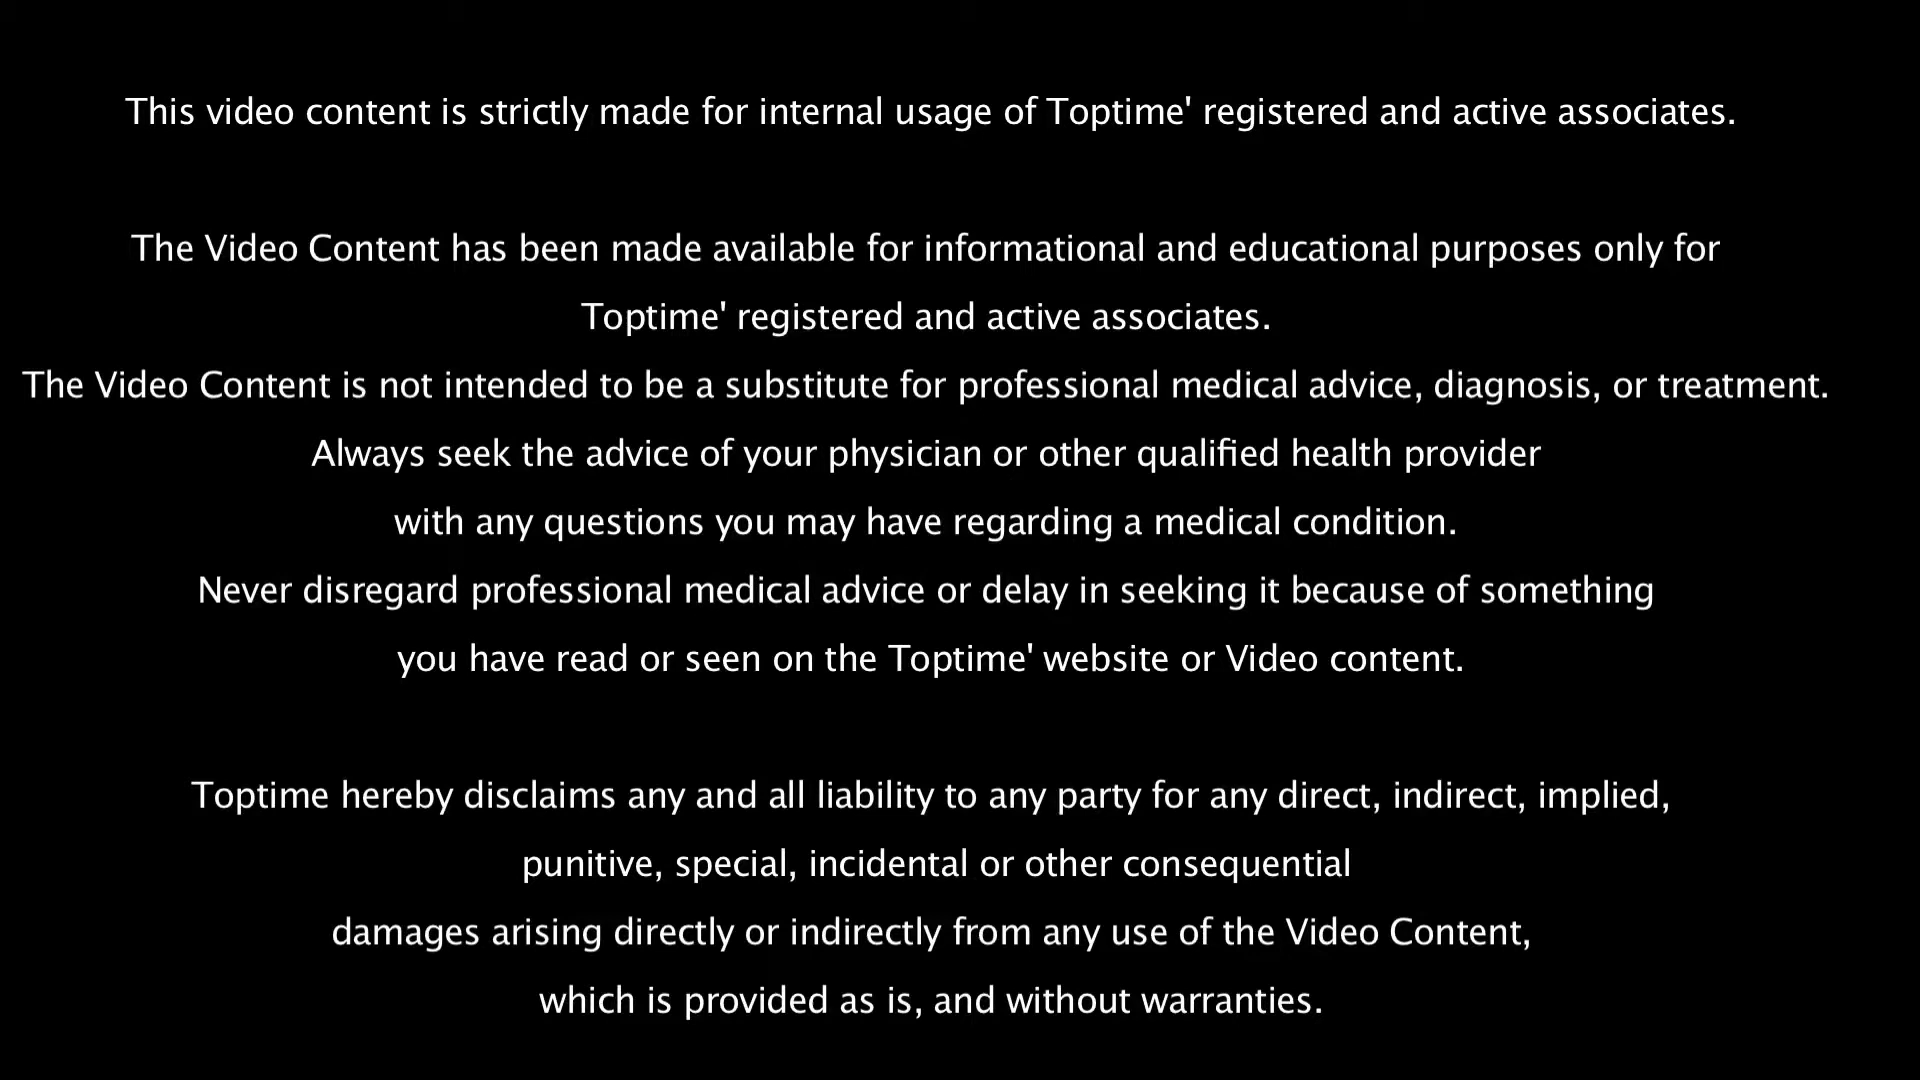 This video content is strictly made for internal usage of Toptime' registered and active associates.
The Video Content has been made available for informational and educational purposes only for
Toptime' registered and active associates.
The Video Content is not intended to be a substitute for professional medical advice, diagnosis, or treatment.
Always seek the advice of your physician or other qualified health provider
with any questions you may have regarding a medical condition.
Never disregard professional medical advice or delay in seeking it because of something
you have read or seen on the Toptime' website or Video content.
Toptime hereby disclaims any and all liability to any party for any direct, indirect, implied,
punitive, special, incidental or other consequential
damages arising directly or indirectly from any use of the Video Content,
which is provided as is, and without warranties.